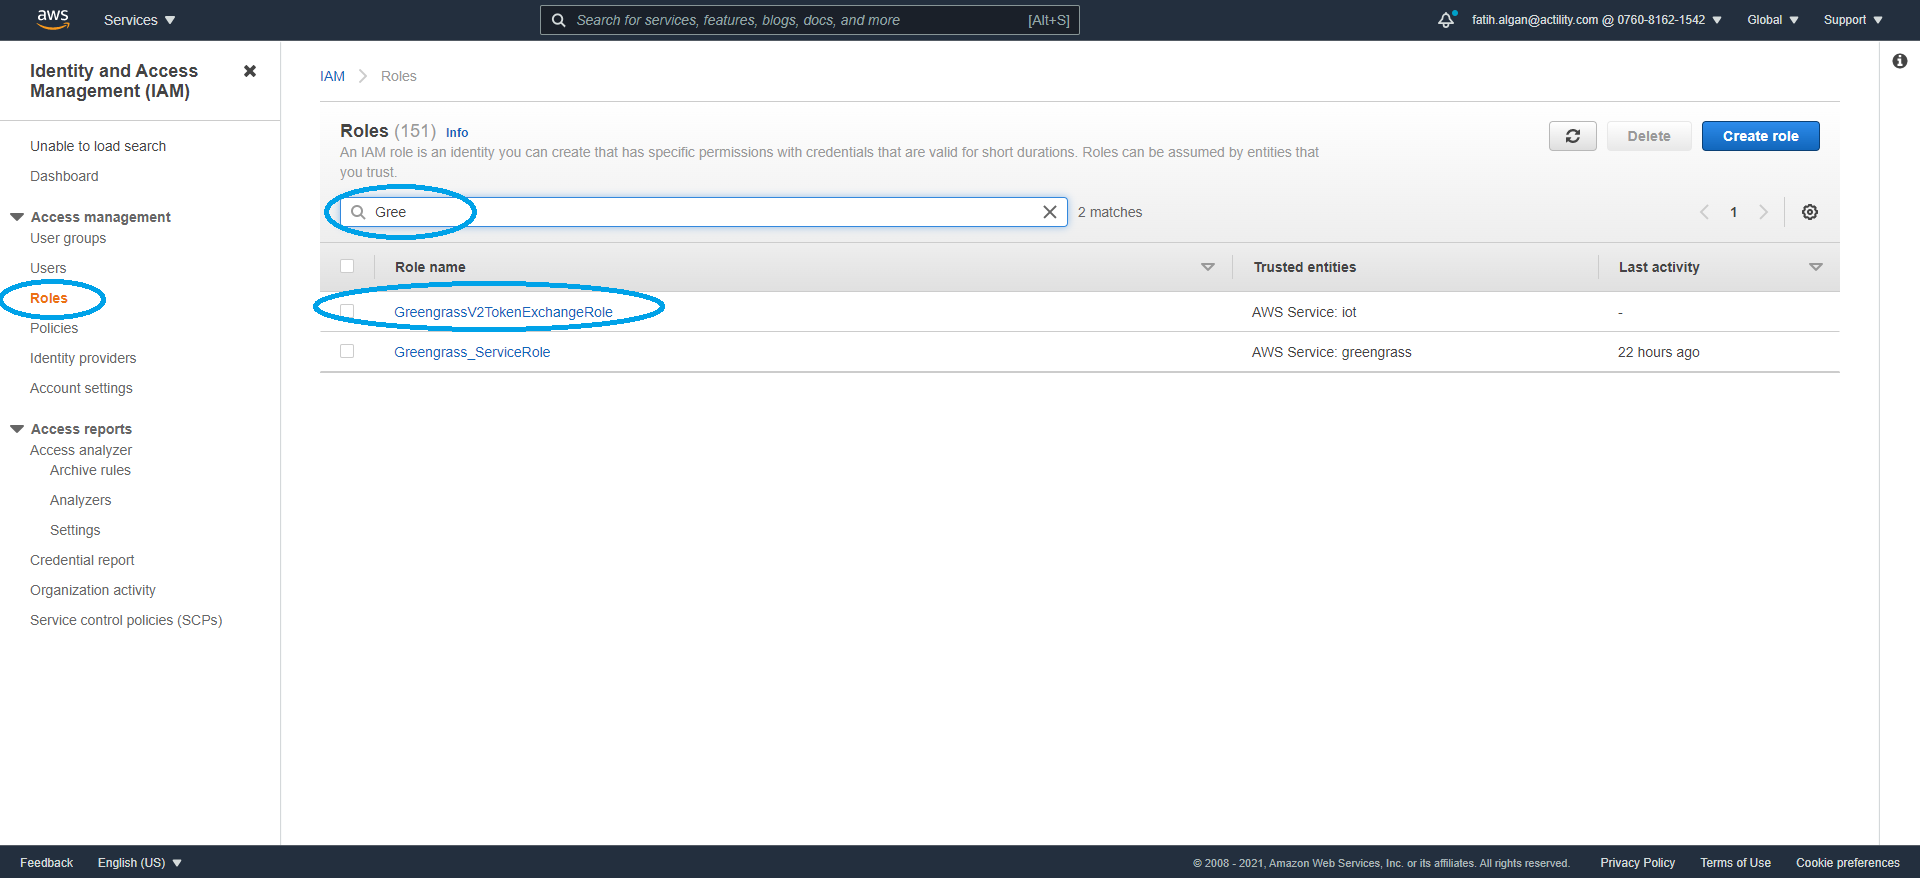 aws Services Search for services, features, blogs, docs, and more [Alt+S] fatih.algan@actility.com @ 0760-8162-1542 Global Support
Identity and Access
Management (IAM)
Unable to load search
Dashboard
Access management
User groups
Users
Roles
Policies
Identity providers
Account settings
Access reports
Access analyzer
Archive rules
Analyzers
Settings
Credential report
Organization activity
Service control policies (SCPs)
IAM Roles
Roles (151) Info
An IAM role is an identity you can create that has specific permissions with credentials that are valid for short durations. Roles can be assumed by entities that
you trust.
Delete Create role
Gree 2 matches 1
Role name Trusted entities Last activity
GreengrassV2TokenExchangeRole AWS Service: iot -
Greengrass_ServiceRole AWS Service: greengrass 22 hours ago
Feedback English (US) © 2008 - 2021, Amazon Web Services, Inc. or its affiliates. All rights reserved. Privacy Policy Terms of Use Cookie preferences